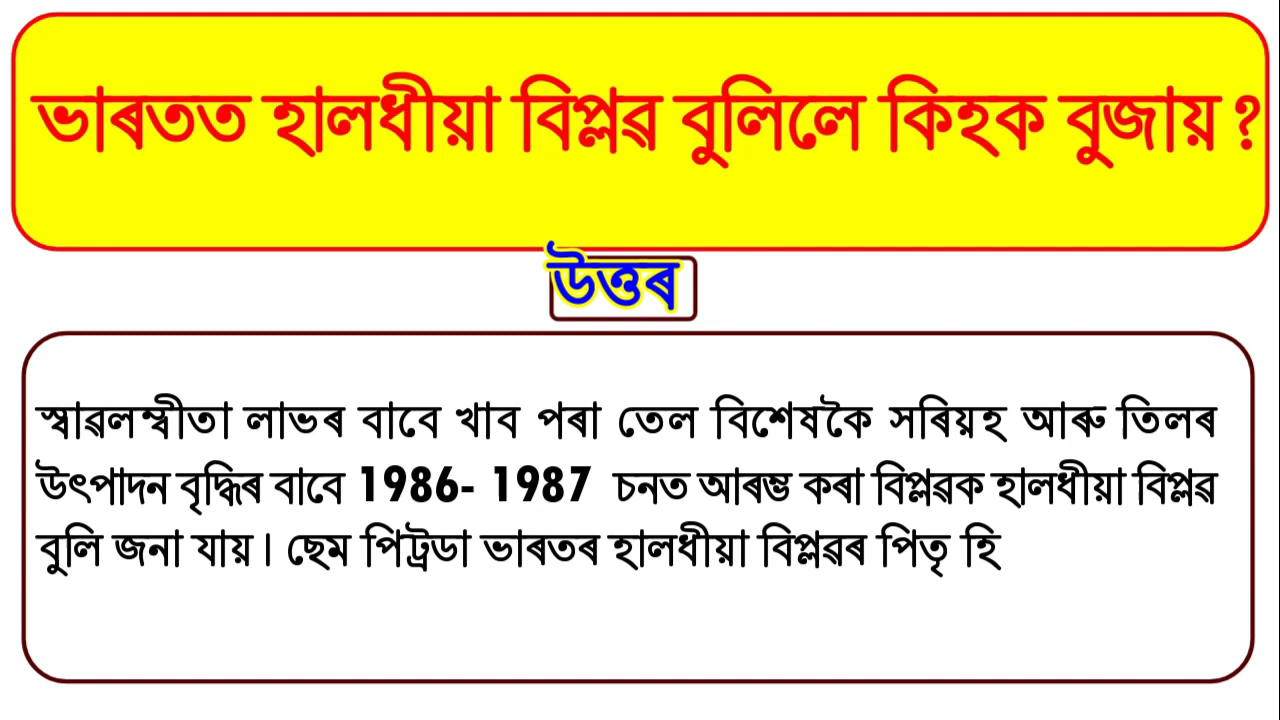 ভাৰতত হালধীয়া বিপ্লৱ বুলিলে কিহক বুজায় ?
উত্তৰ
স্বাৱলম্বীতা লাভৰ বাবে খাব পৰা তেল বিশেষকৈ সৰিয়হ আৰু তিলৰ
উৎপাদন বৃদ্ধিৰ বাবে 1986- 1987 চনত আৰম্ভ কৰা বিপ্লৱক হালধীয়া বিপ্লৱ
বুলি জনা যায়। ছেম পিট্ৰডা ভাৰতৰ হালধীয়া বিপ্লৱৰ পিতৃ হি